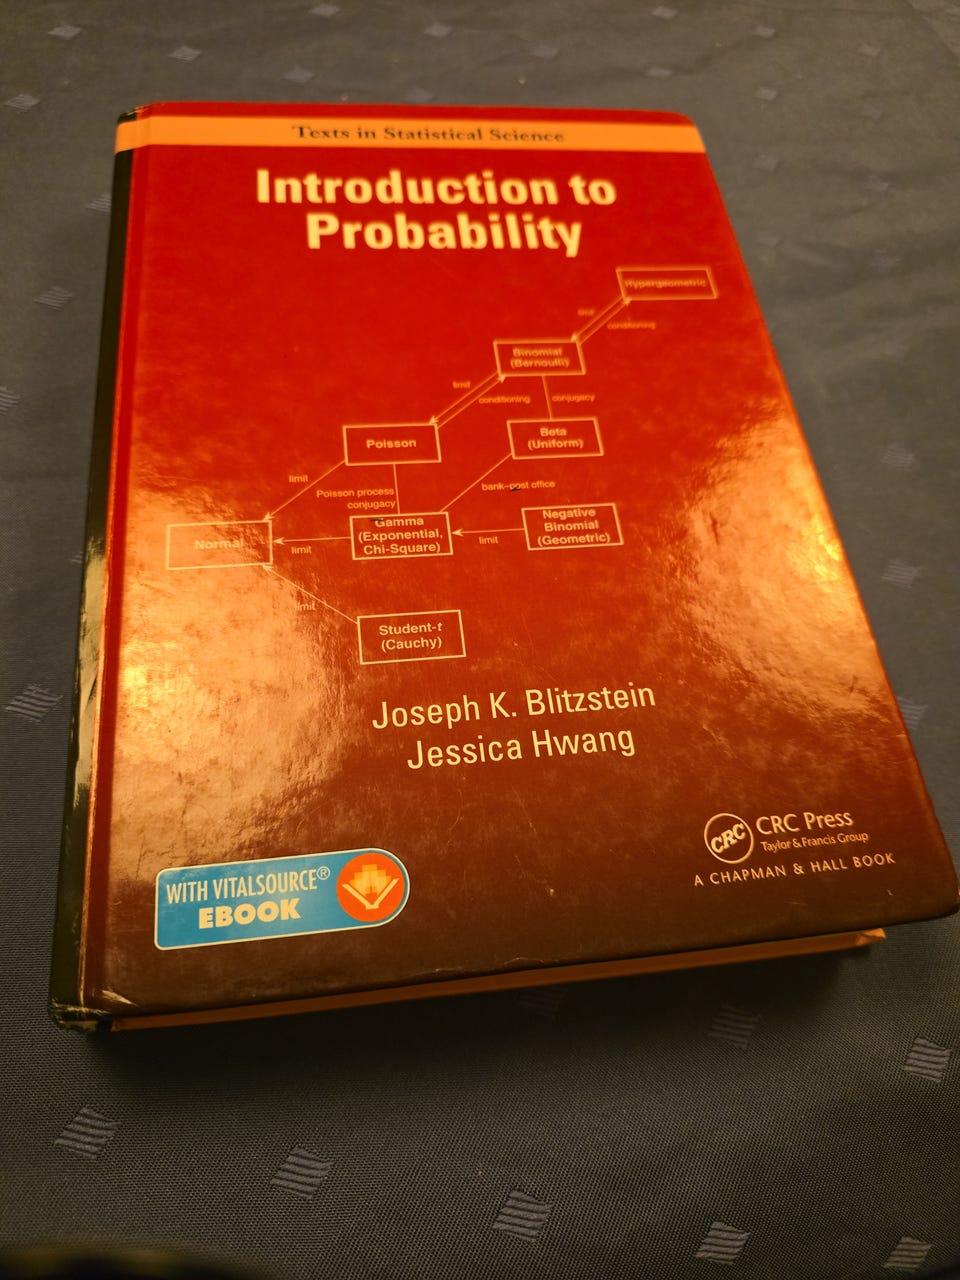 Texts in Statistical Science
Introduction to
Probability
Hypergeometric
limit
conditioning
Binomial
(Bernoulli)
limit
conditioning
conjugacy
Poisson
Beta
(Uniform)
limit
Poisson process
conjugacy
bank–post office
Normal
limit
Gamma
(Exponential,
Chi-Square)
limit
Negative
Binomial
(Geometric)
limit
Student-t
(Cauchy)
Joseph K. Blitzstein
Jessica Hwang
CRC
CRC Press
Taylor & Francis Group
A CHAPMAN & HALL BOOK
WITH VITALSOURCE®
EBOOK